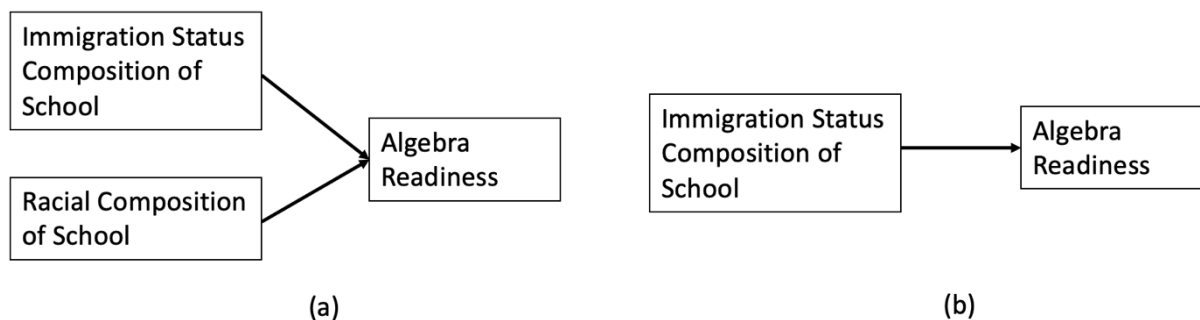 Immigration Status
Composition of
School
Racial Composition
of School
Algebra
Readiness
(a)
Immigration Status
Composition of
School
Algebra
Readiness
(b)